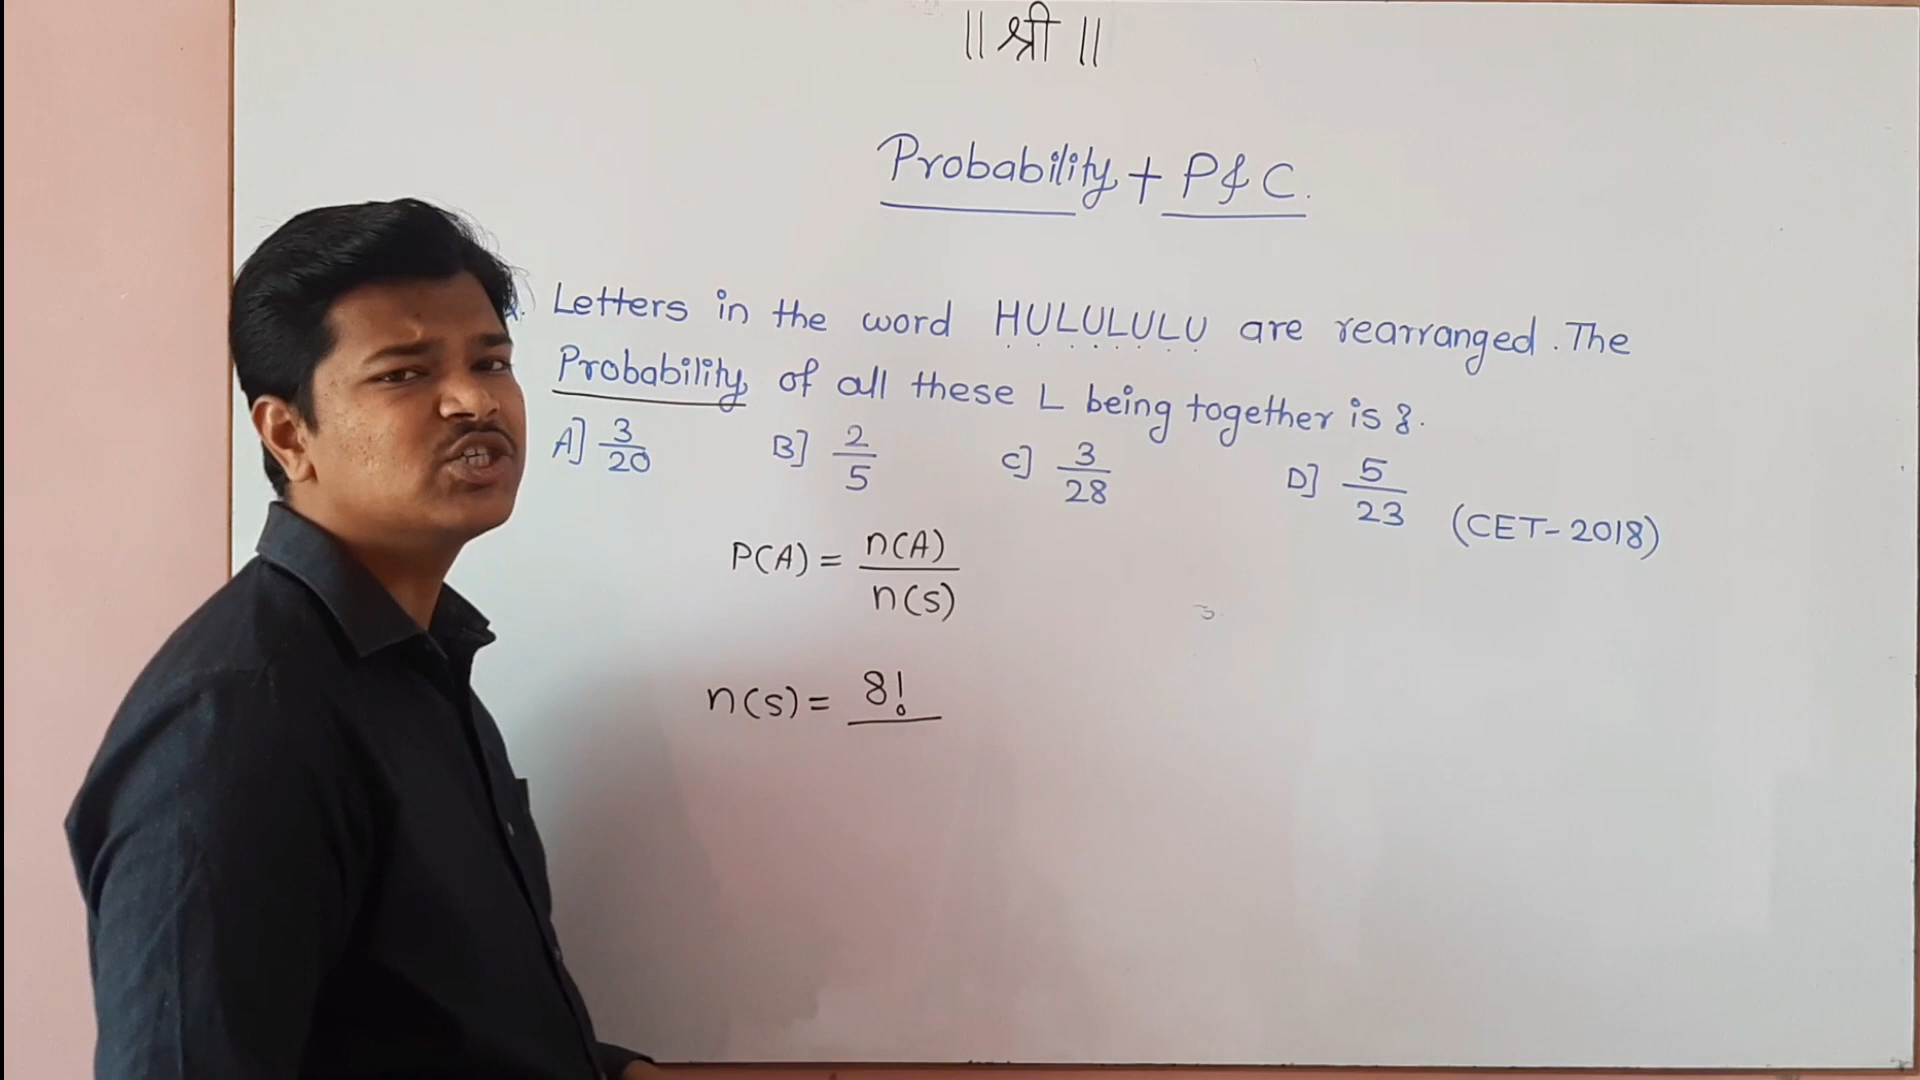 || श्री ||
Probability + P & C.
Letters in the word HULULULU are rearranged. The
Probability of all these L being together is
A] 3/20 B] 2/5 C] 3/28 D] 5/23 (CET-2018)
P(A) = n(A)/n(S)
n(S) = 8!